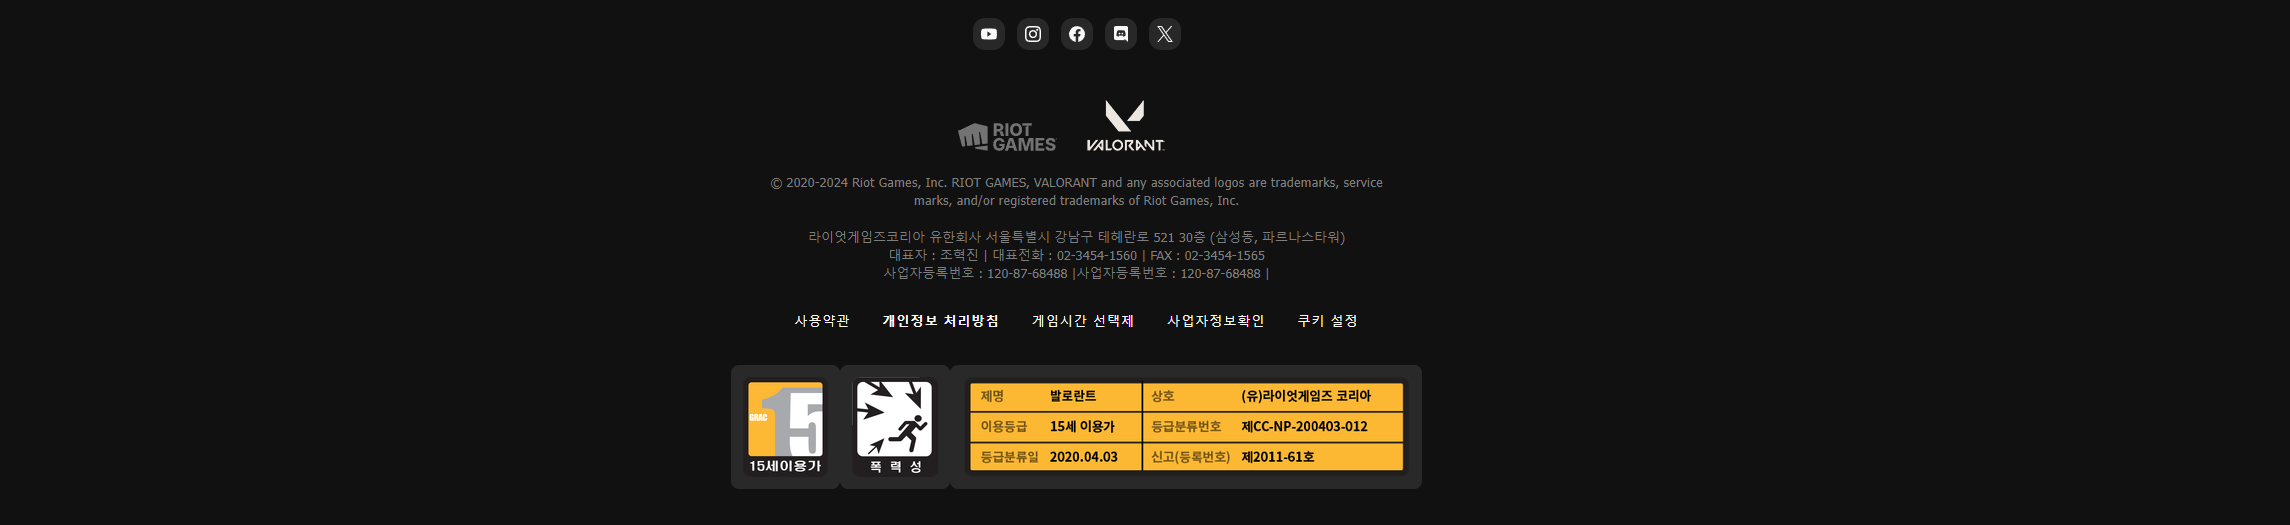 RIOT GAMES
VALORANT
© 2020-2024 Riot Games, Inc. RIOT GAMES, VALORANT and any associated logos are trademarks, service
marks, and/or registered trademarks of Riot Games, Inc.
라이엇게임즈코리아 유한회사 서울특별시 강남구 테헤란로 521 30층 (삼성동, 파르나스타워)
대표자 : 조혁진 | 대표전화 : 02-3454-1560 | FAX : 02-3454-1565
사업자등록번호 : 120-87-68488 |사업자등록번호 : 120-87-68488 |
사용약관 개인정보 처리방침 게임시간 선택제 사업자정보확인 쿠키 설정
GRAC 15
15세이용가
폭력성
제명 발로란트 상호 (유)라이엇게임즈 코리아
이용등급 15세 이용가 등급분류번호 제CC-NP-200403-012
등급분류일 2020.04.03 신고(등록번호) 제2011-61호